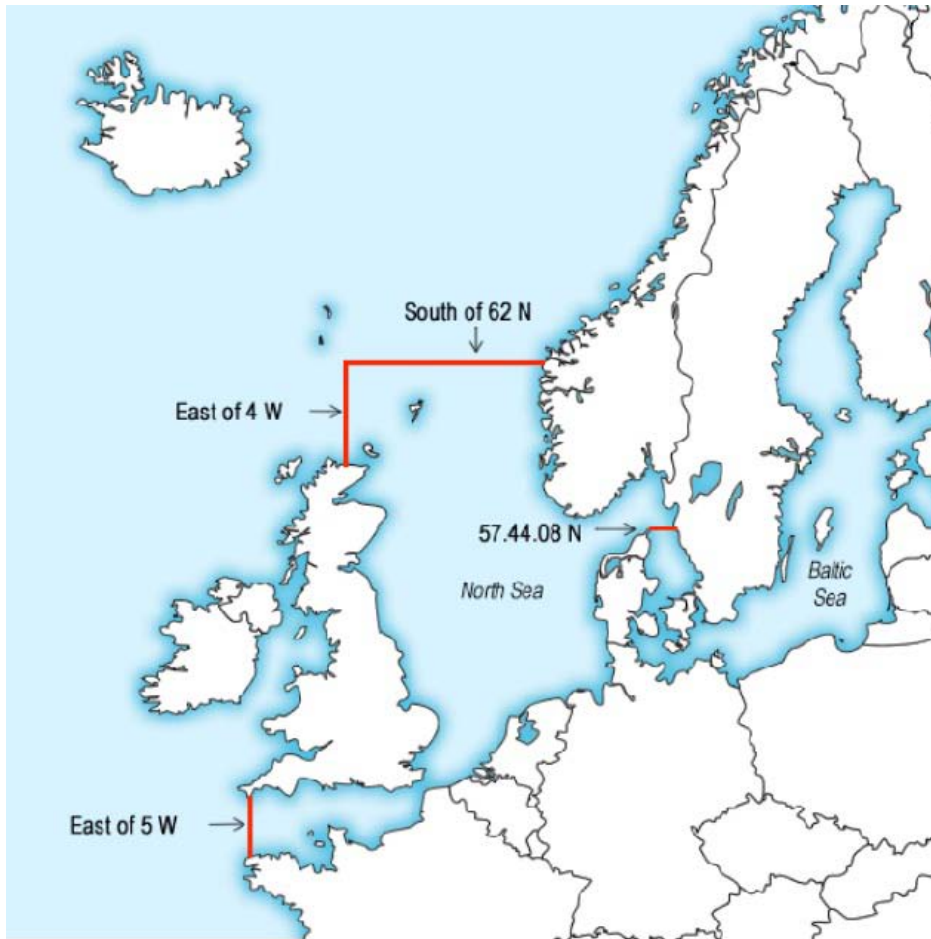 South of 62 N
East of 4 W
57.44.08 N
North Sea
Baltic
Sea
East of 5 W